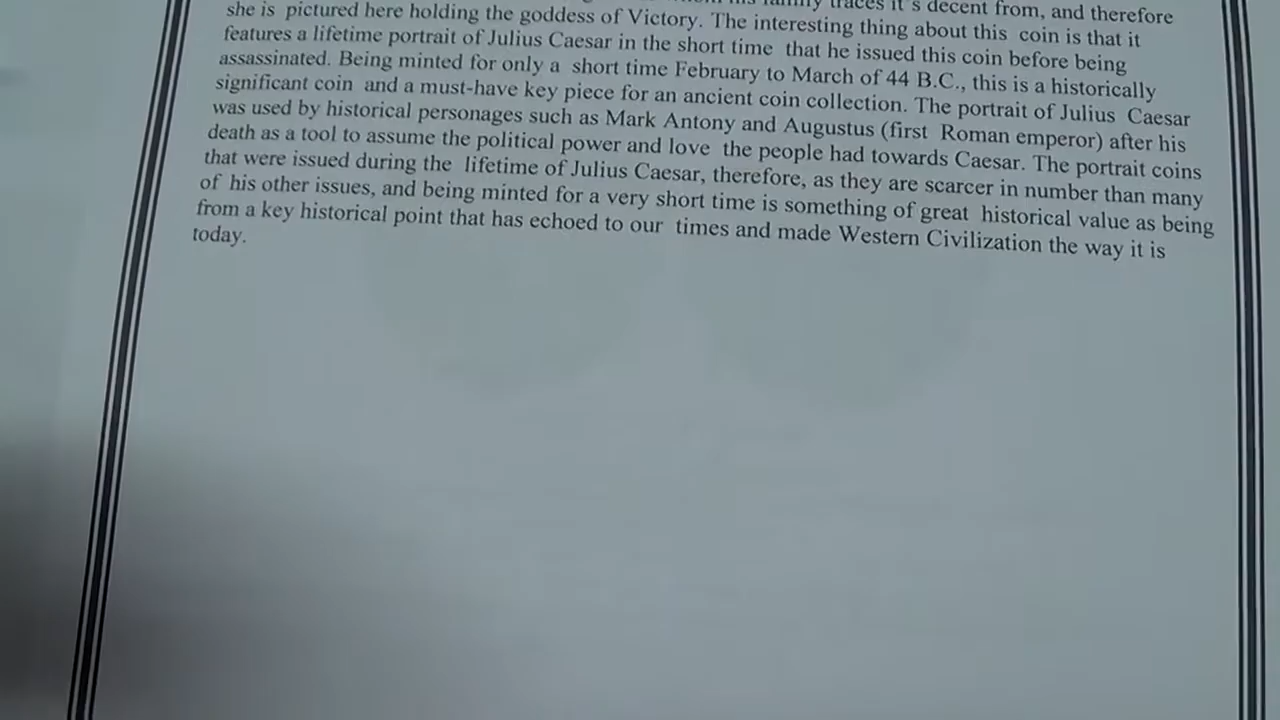 family traces it's decent from, and therefore
she is pictured here holding the goddess of Victory. The interesting thing about this coin is that it
features a lifetime portrait of Julius Caesar in the short time that he issued this coin before being
assassinated. Being minted for only a short time February to March of 44 B.C., this is a historically
significant coin and a must-have key piece for an ancient coin collection. The portrait of Julius Caesar
was used by historical personages such as Mark Antony and Augustus (first Roman emperor) after his
death as a tool to assume the political power and love the people had towards Caesar. The portrait coins
that were issued during the lifetime of Julius Caesar, therefore, as they are scarcer in number than many
of his other issues, and being minted for a very short time is something of great historical value as being
from a key historical point that has echoed to our times and made Western Civilization the way it is
today.